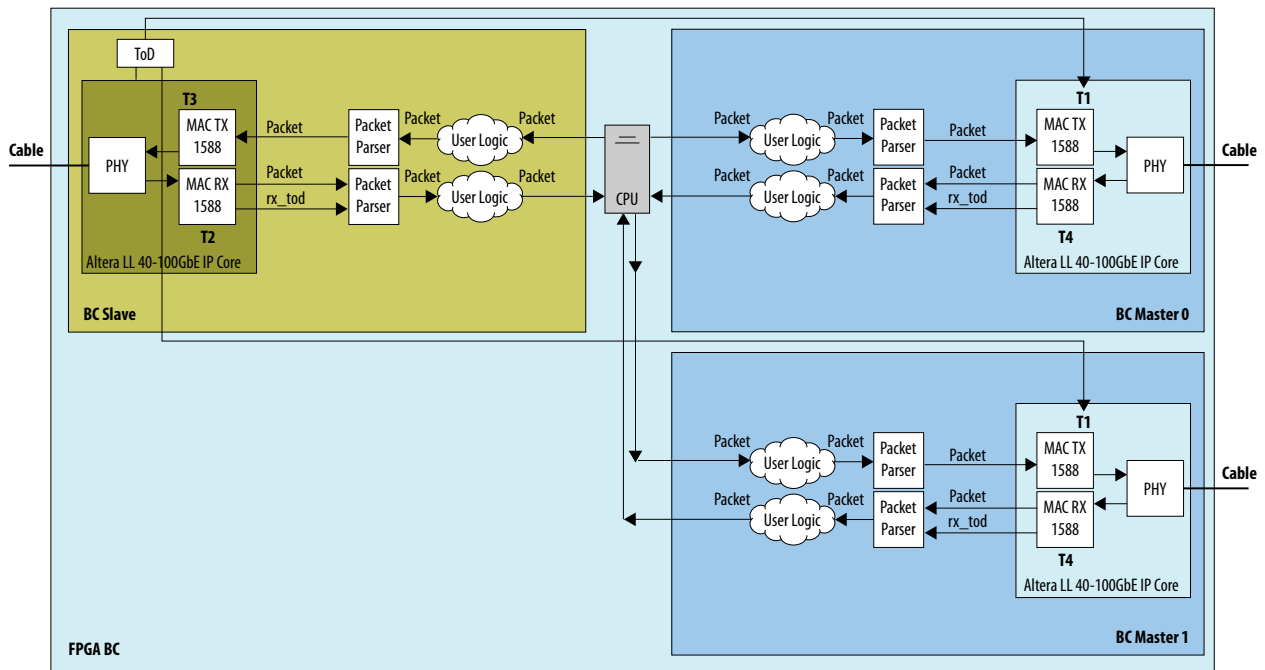 ToD
T3
MAC TX
1588
Packet
Packet
Parser
Packet
User Logic
Packet
Cable
PHY
MAC RX
1588
Packet
rx_tod
Packet
Parser
Packet
User Logic
Packet
T2
Altera LL 40-100GbE IP Core
BC Slave
CPU
Packet
User Logic
Packet
Packet
Parser
Packet
T1
MAC TX
1588
PHY
Cable
Packet
User Logic
Packet
Packet
Parser
Packet
rx_tod
MAC RX
1588
T4
Altera LL 40-100GbE IP Core
BC Master 0
Packet
User Logic
Packet
Packet
Parser
Packet
T1
MAC TX
1588
PHY
Cable
Packet
User Logic
Packet
Packet
Parser
Packet
rx_tod
MAC RX
1588
T4
Altera LL 40-100GbE IP Core
BC Master 1
FPGA BC